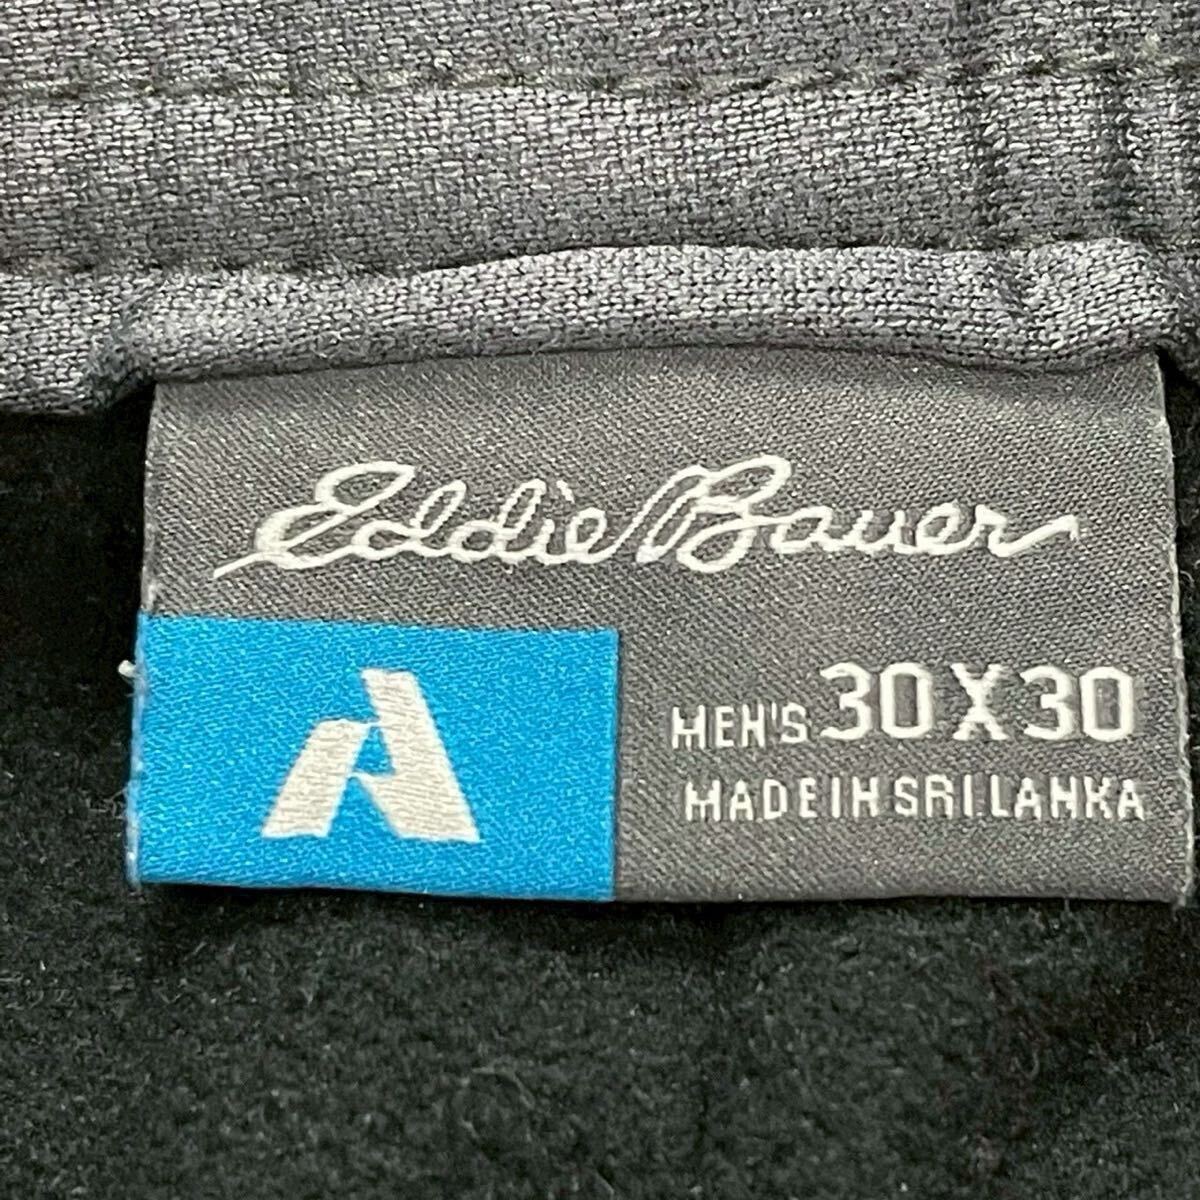 Eddie Bauer
MEN'S 30 X 30
MADE IN SRI LANKA